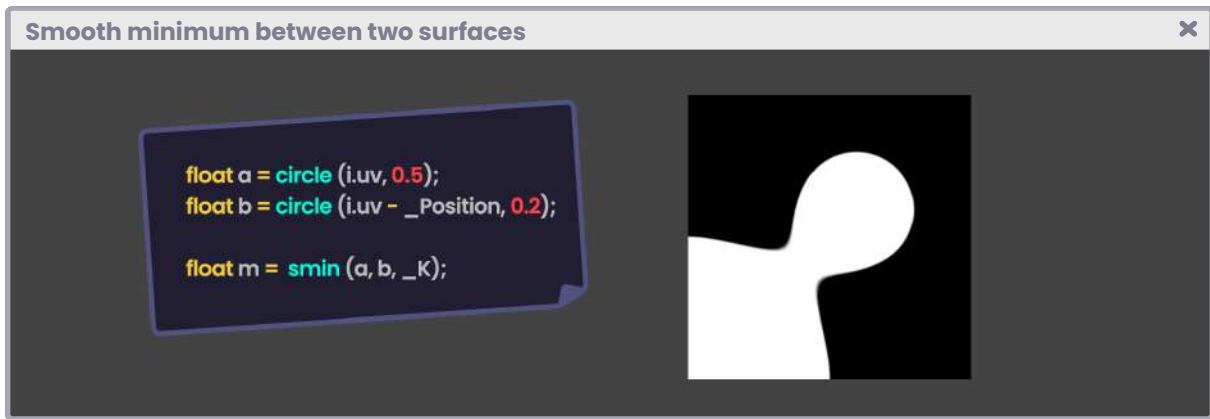 Smooth minimum between two surfaces
float a = circle (i.uv, 0.5);
float b = circle (i.uv - _Position, 0.2);
float m = smin (a, b, _K);